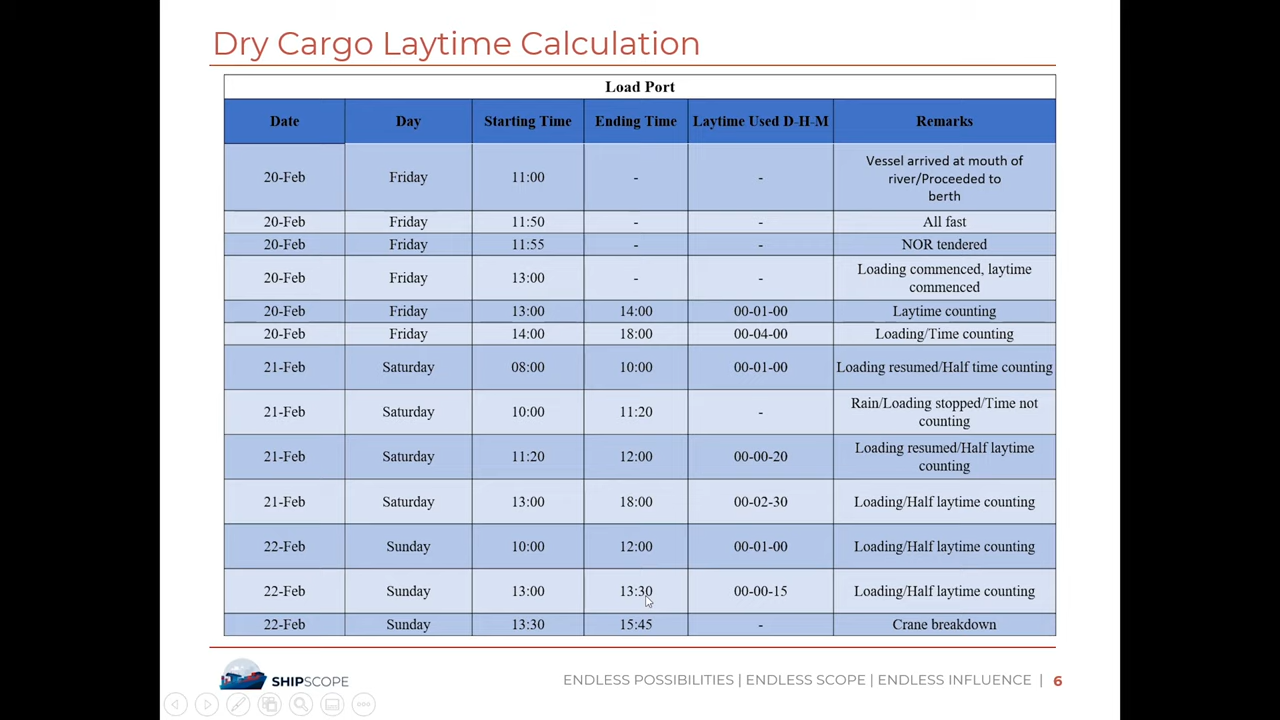 Dry Cargo Laytime Calculation
Load Port
Date Day Starting Time Ending Time Laytime Used D-H-M Remarks
20-Feb Friday 11:00 - - Vessel arrived at mouth of
river/Proceeded to
berth
20-Feb Friday 11:50 - - All fast
20-Feb Friday 11:55 - - NOR tendered
20-Feb Friday 13:00 - - Loading commenced, laytime
commenced
20-Feb Friday 13:00 14:00 00-01-00 Laytime counting
20-Feb Friday 14:00 18:00 00-04-00 Loading/Time counting
21-Feb Saturday 08:00 10:00 00-01-00 Loading resumed/Half time counting
21-Feb Saturday 10:00 11:20 - Rain/Loading stopped/Time not
counting
21-Feb Saturday 11:20 12:00 00-00-20 Loading resumed/Half laytime
counting
21-Feb Saturday 13:00 18:00 00-02-30 Loading/Half laytime counting
22-Feb Sunday 10:00 12:00 00-01-00 Loading/Half laytime counting
22-Feb Sunday 13:00 13:30 00-00-15 Loading/Half laytime counting
22-Feb Sunday 13:30 15:45 - Crane breakdown
SHIPSCOPE
ENDLESS POSSIBILITIES | ENDLESS SCOPE | ENDLESS INFLUENCE | 6